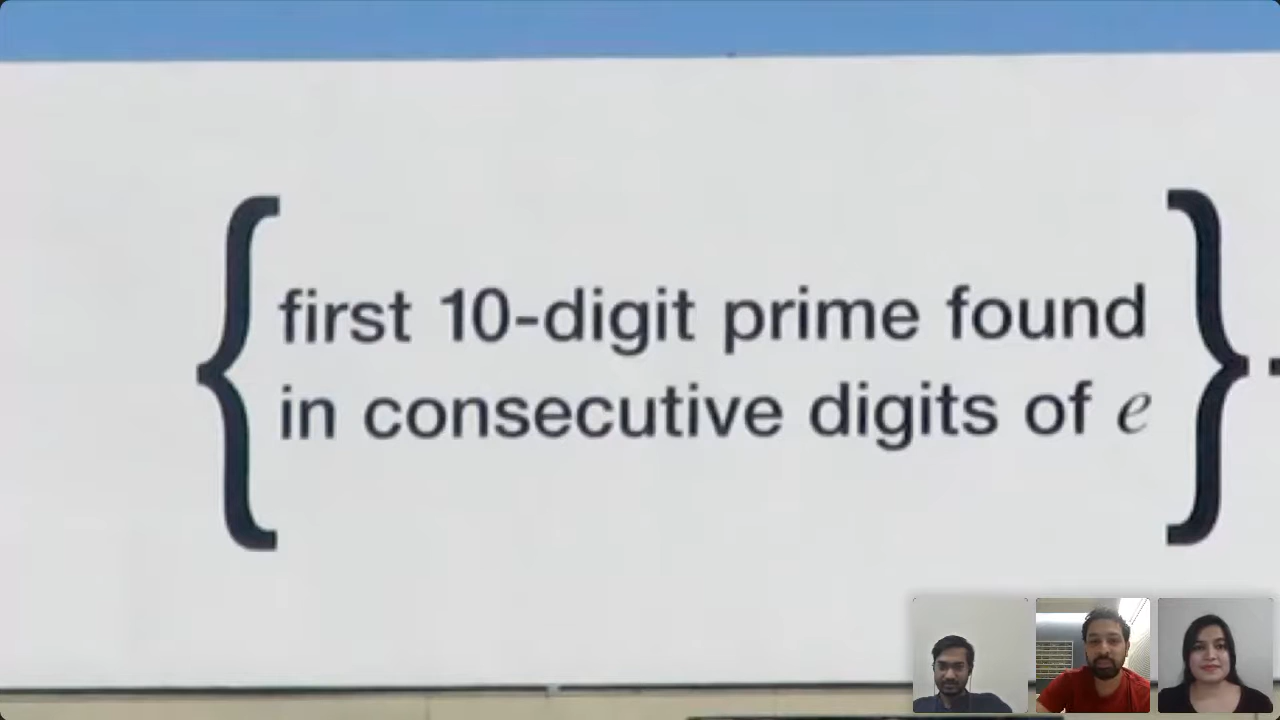 { first 10-digit prime found
in consecutive digits of e }